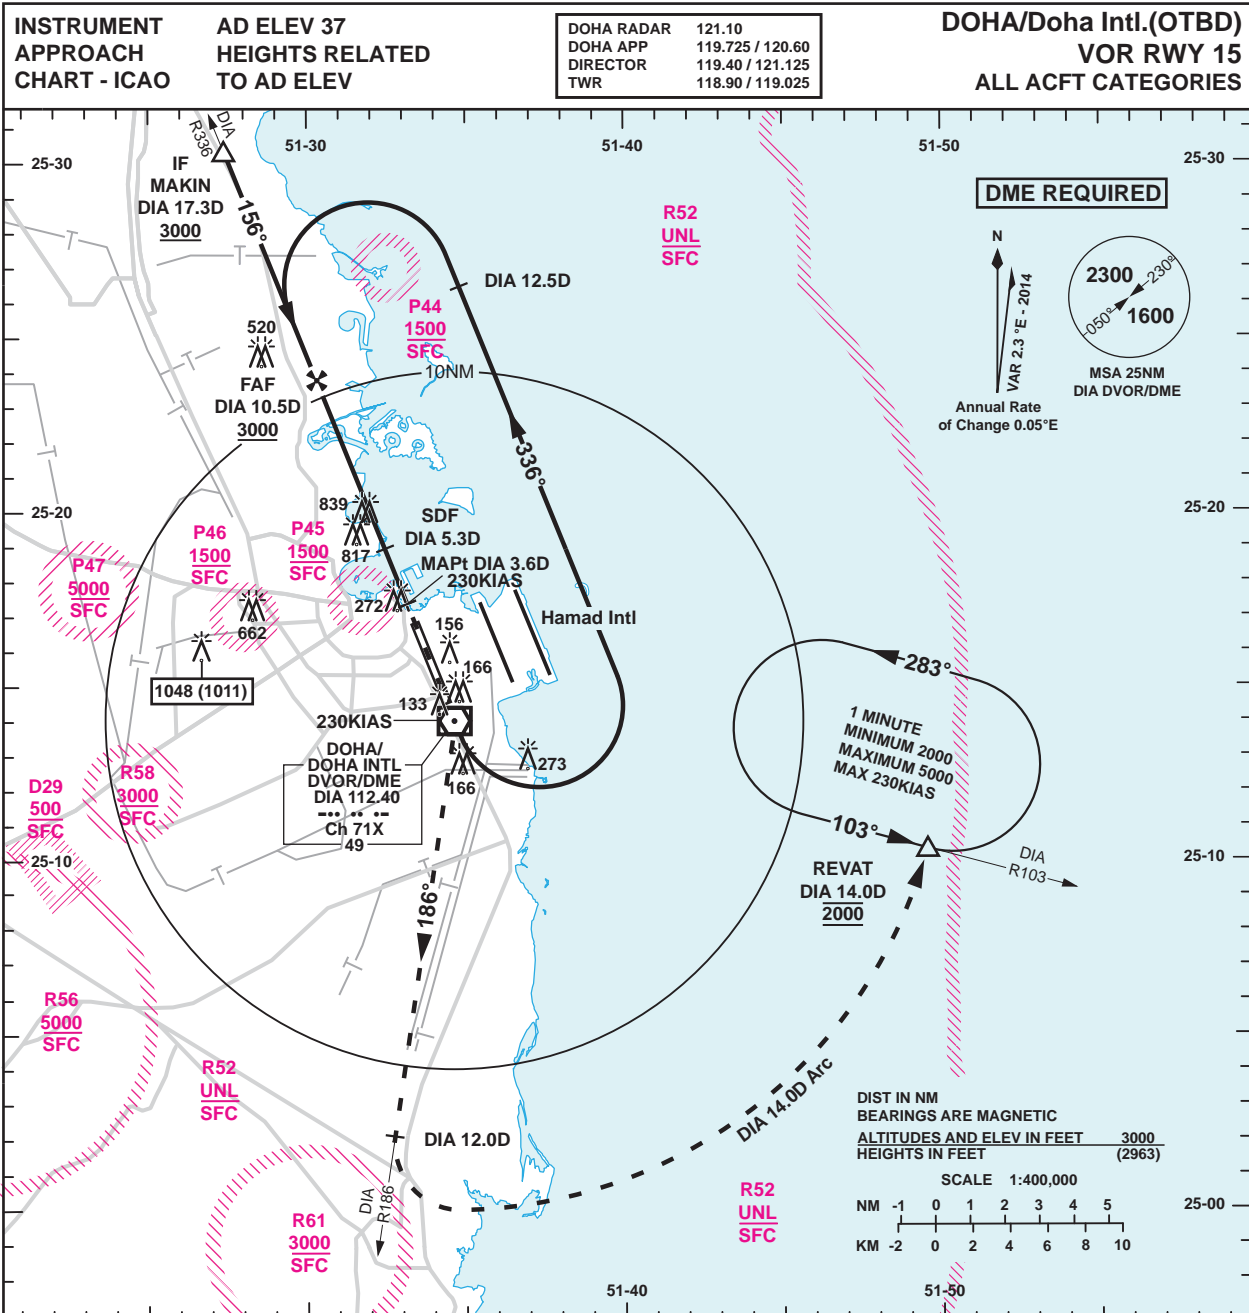 INSTRUMENT
APPROACH
CHART - ICAO
AD ELEV 37
HEIGHTS RELATED
TO AD ELEV
DOHA RADAR 121.10
DOHA APP 119.725 / 120.60
DIRECTOR 119.40 / 121.125
TWR 118.90 / 119.025
DOHA/Doha Intl.(OTBD)
VOR RWY 15
ALL ACFT CATEGORIES
25-30
51-30
51-40
51-50
25-30
DIA
R336
IF
MAKIN
DIA 17.3D
3000
156°
R52
UNL
SFC
DME REQUIRED
N
VAR 2.3 °E - 2014
Annual Rate
of Change 0.05°E
2300
230°
050°
1600
MSA 25NM
DIA DVOR/DME
DIA 12.5D
P44
1500
SFC
10NM
520
FAF
DIA 10.5D
3000
336°
25-20
25-20
839
817
SDF
DIA 5.3D
MAPt DIA 3.6D
230KIAS
272
P47
5000
SFC
P46
1500
SFC
P45
1500
SFC
662
1048 (1011)
156
166
133
Hamad Intl
230KIAS
DOHA/
DOHA INTL
DVOR/DME
DIA 112.40
Ch 71X
49
166
273
283°
1 MINUTE
MINIMUM 2000
MAXIMUM 5000
MAX 230KIAS
103°
REVAT
DIA 14.0D
2000
DIA
R103
D29
500
SFC
R58
3000
SFC
25-10
25-10
186°
R56
5000
SFC
R52
UNL
SFC
DIA 12.0D
DIA
R186
DIA 14.0D Arc
R61
3000
SFC
R52
UNL
SFC
DIST IN NM
BEARINGS ARE MAGNETIC
ALTITUDES AND ELEV IN FEET 3000
HEIGHTS IN FEET (2963)
SCALE 1:400,000
NM -1 0 1 2 3 4 5
KM -2 0 2 4 6 8 10
25-00
51-40
51-50